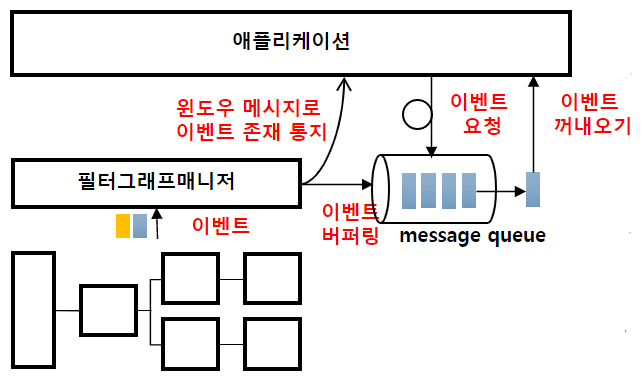 애플리케이션
윈도우 메시지로
이벤트 존재 통지
이벤트
요청
이벤트
꺼내오기
필터그래프매니저
이벤트
이벤트
버퍼링
message queue